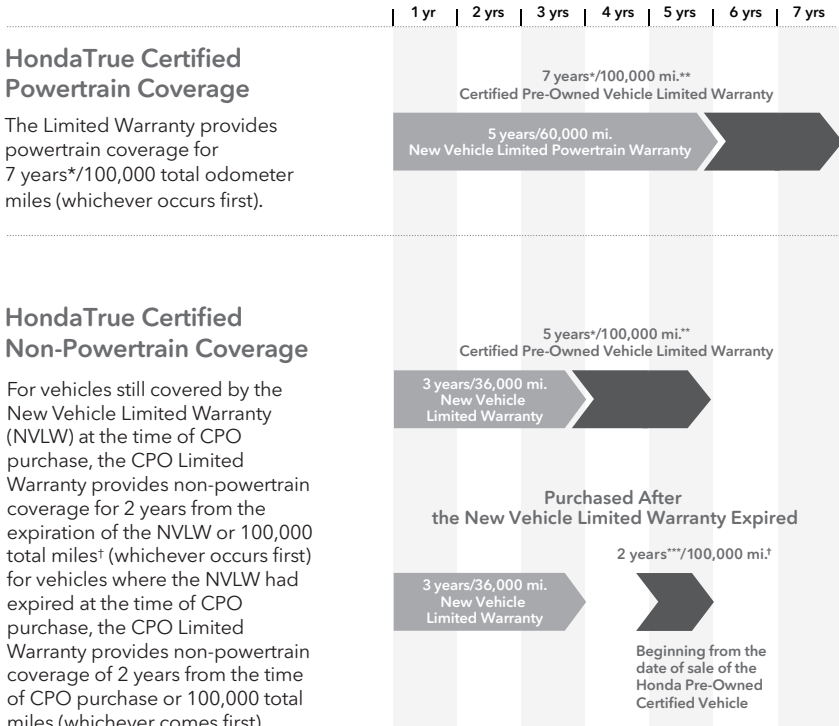 1 yr 2 yrs 3 yrs 4 yrs 5 yrs 6 yrs 7 yrs
HondaTrue Certified
Powertrain Coverage
The Limited Warranty provides
powertrain coverage for
7 years*/100,000 total odometer
miles (whichever occurs first).
7 years*/100,000 mi.**
Certified Pre-Owned Vehicle Limited Warranty
5 years/60,000 mi.
New Vehicle Limited Powertrain Warranty
HondaTrue Certified
Non-Powertrain Coverage
For vehicles still covered by the
New Vehicle Limited Warranty
(NVLW) at the time of CPO
purchase, the CPO Limited
Warranty provides non-powertrain
coverage for 2 years from the
expiration of the NVLW or 100,000
total miles† (whichever occurs first)
for vehicles where the NVLW had
expired at the time of CPO
purchase, the CPO Limited
Warranty provides non-powertrain
coverage of 2 years from the time
of CPO purchase or 100,000 total
miles (whichever comes first)
5 years*/100,000 mi.**
Certified Pre-Owned Vehicle Limited Warranty
3 years/36,000 mi.
New Vehicle
Limited Warranty
Purchased After
the New Vehicle Limited Warranty Expired
2 years***/100,000 mi.†
3 years/36,000 mi.
New Vehicle
Limited Warranty
Beginning from the
date of sale of the
Honda Pre-Owned
Certified Vehicle